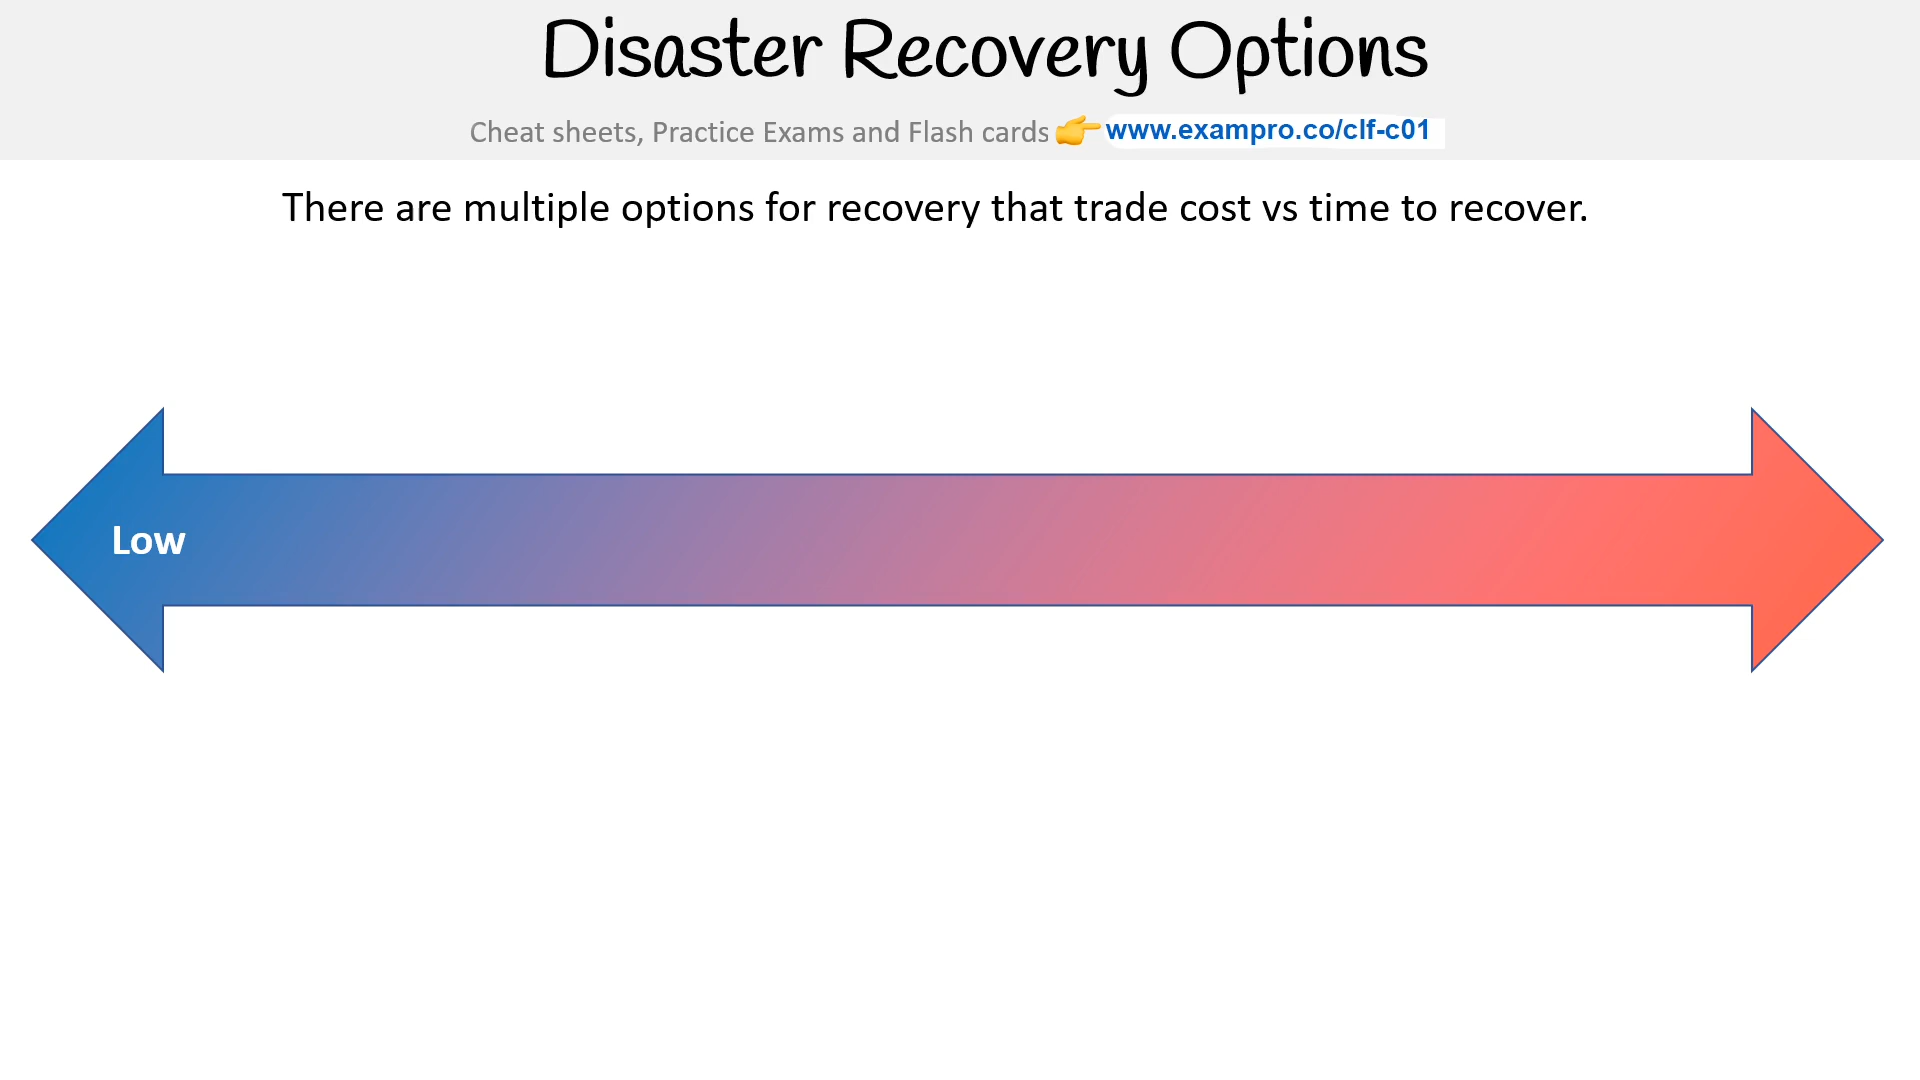 Disaster Recovery Options
Cheat sheets, Practice Exams and Flash cards 👉 www.exampro.co/clf-c01
There are multiple options for recovery that trade cost vs time to recover.
Low